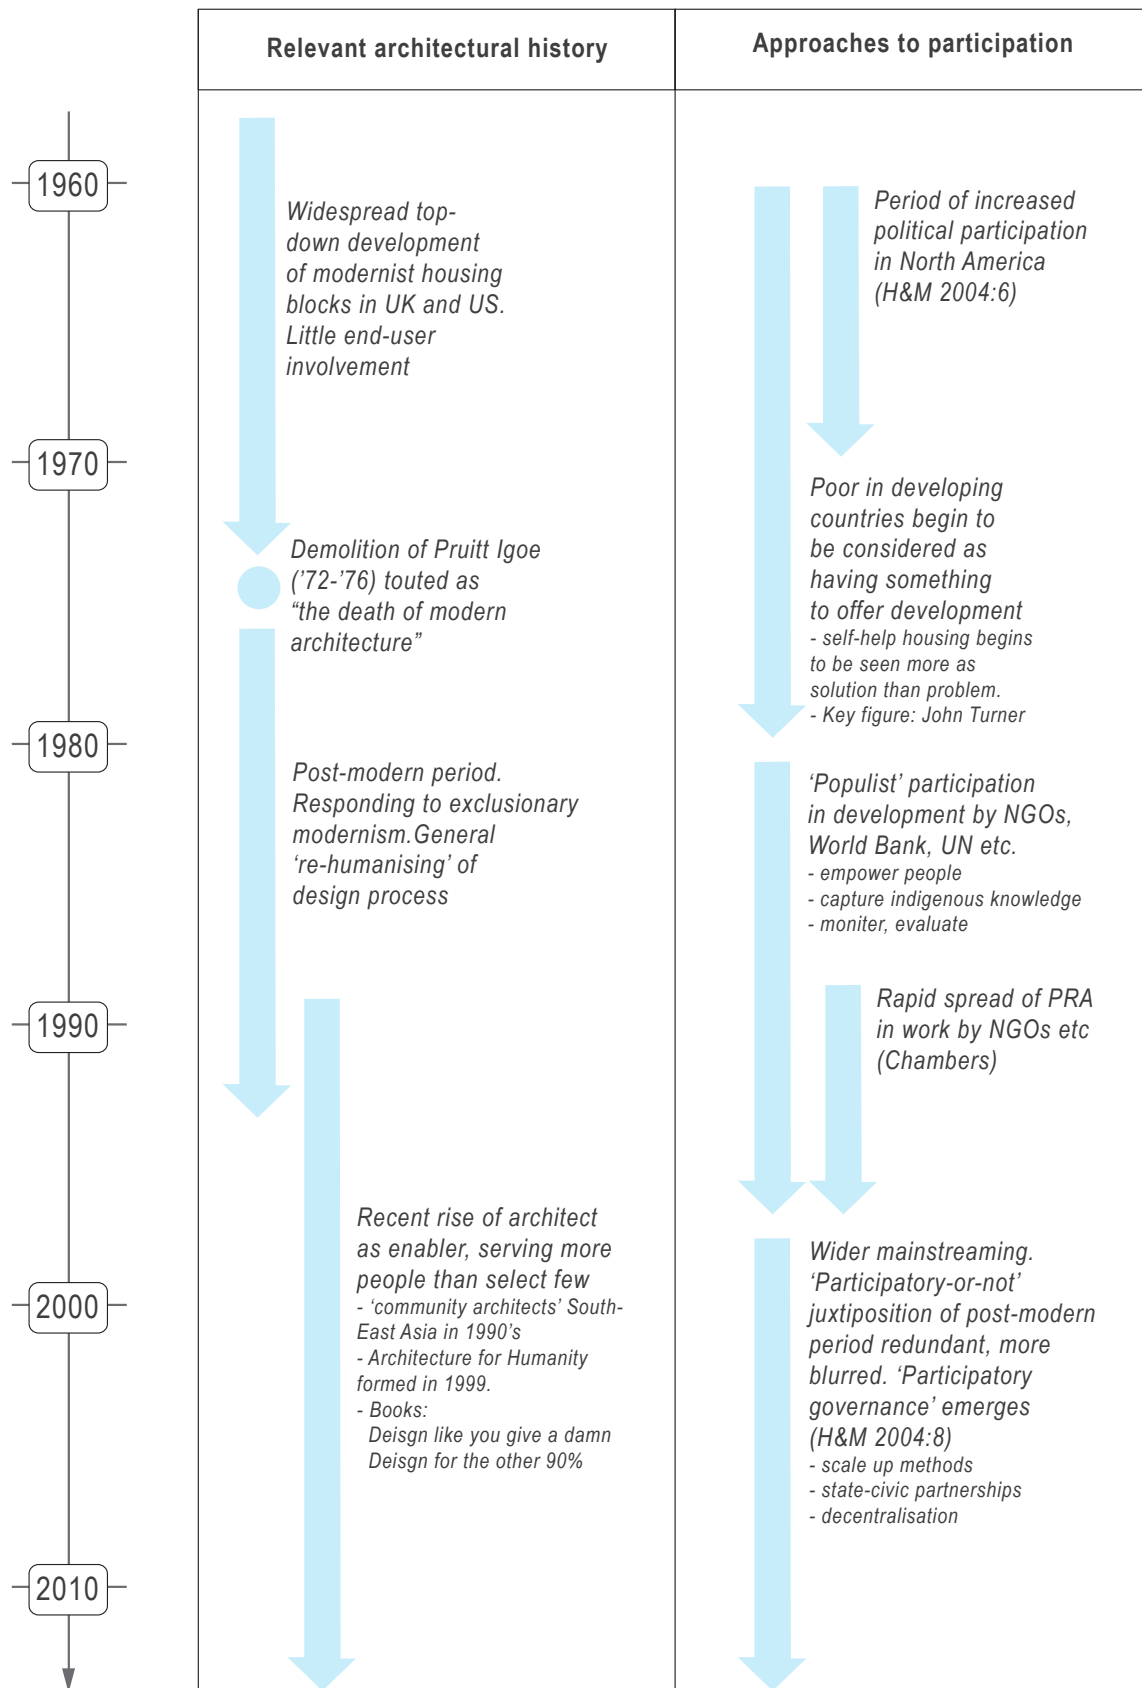 Relevant architectural history
Approaches to participation
1960
1970
1980
1990
2000
2010
Widespread top-
down development
of modernist housing
blocks in UK and US.
Little end-user
involvement
Demolition of Pruitt Igoe
(’72-’76) touted as
“the death of modern
architecture”
Post-modern period.
Responding to exclusionary
modernism.General
‘re-humanising’ of
design process
Recent rise of architect
as enabler, serving more
people than select few
- ‘community architects’ South-
East Asia in 1990’s
- Architecture for Humanity
formed in 1999.
- Books:
Deisgn like you give a damn
Deisgn for the other 90%
Period of increased
political participation
in North America
(H&M 2004:6)
Poor in developing
countries begin to
be considered as
having something
to offer development
- self-help housing begins
to be seen more as
solution than problem.
- Key figure: John Turner
‘Populist’ participation
in development by NGOs,
World Bank, UN etc.
- empower people
- capture indigenous knowledge
- moniter, evaluate
Rapid spread of PRA
in work by NGOs etc
(Chambers)
Wider mainstreaming.
‘Participatory-or-not’
juxtiposition of post-modern
period redundant, more
blurred. ‘Participatory
governance’ emerges
(H&M 2004:8)
- scale up methods
- state-civic partnerships
- decentralisation